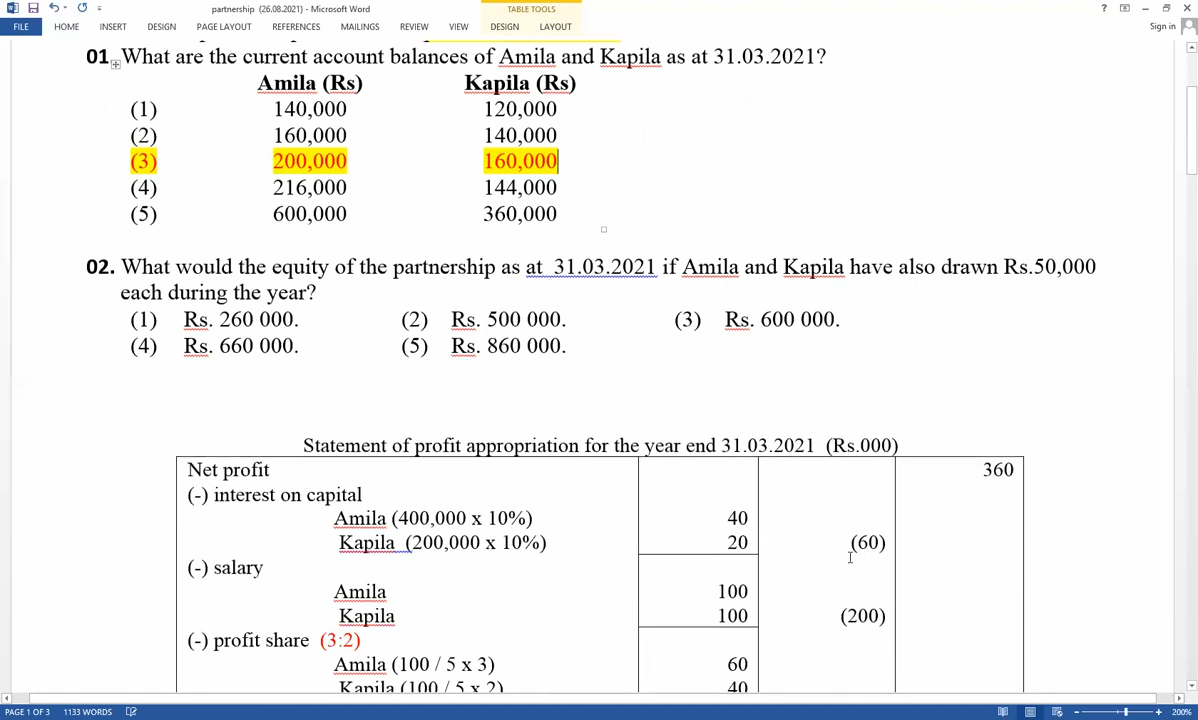 partnership (26.08.2021) - Microsoft Word
TABLE TOOLS
FILE HOME INSERT DESIGN PAGE LAYOUT REFERENCES MAILINGS REVIEW VIEW DESIGN LAYOUT
Sign in
01. What are the current account balances of Amila and Kapila as at 31.03.2021?
Amila (Rs) Kapila (Rs)
(1) 140,000 120,000
(2) 160,000 140,000
(3) 200,000 160,000
(4) 216,000 144,000
(5) 600,000 360,000
02. What would the equity of the partnership as at 31.03.2021 if Amila and Kapila have also drawn Rs.50,000
each during the year?
(1) Rs. 260 000. (2) Rs. 500 000. (3) Rs. 600 000.
(4) Rs. 660 000. (5) Rs. 860 000.
Statement of profit appropriation for the year end 31.03.2021 (Rs.000)
Net profit 360
(-) interest on capital
Amila (400,000 x 10%) 40
Kapila (200,000 x 10%) 20 (60)
(-) salary
Amila 100
Kapila 100 (200)
(-) profit share (3:2)
Amila (100 / 5 x 3) 60
Kapila (100 / 5 x 2) 40
PAGE 1 OF 3 1133 WORDS 200%